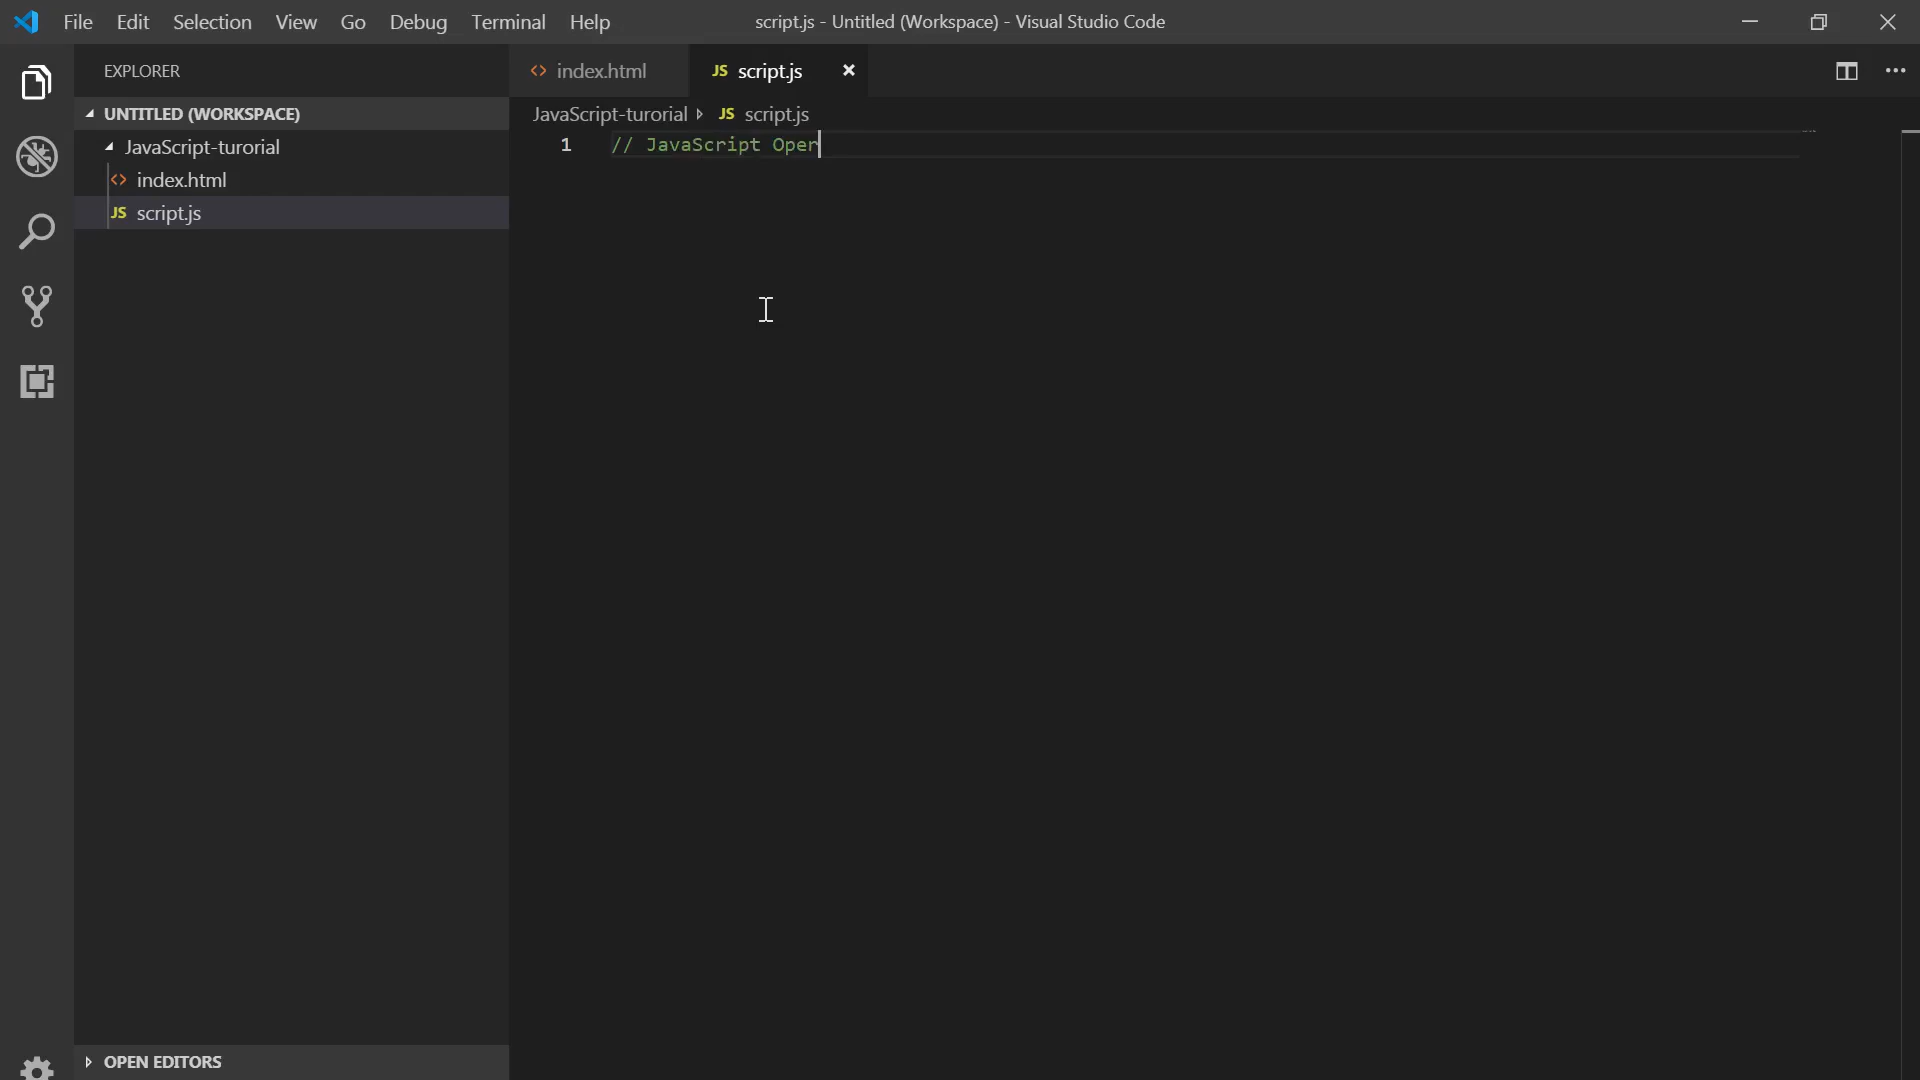 File Edit Selection View Go Debug Terminal Help
script.js - Untitled (Workspace) - Visual Studio Code
EXPLORER
UNTITLED (WORKSPACE)
JavaScript-turorial
<> index.html
JS script.js
<> index.html
JS script.js
JavaScript-turorial JS script.js
1 // JavaScript Oper
OPEN EDITORS